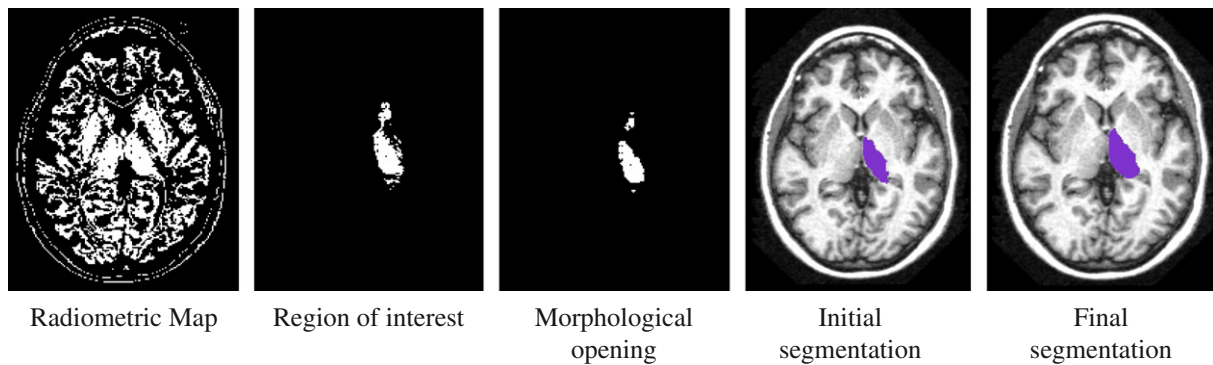 Radiometric Map
Region of interest
Morphological
opening
Initial
segmentation
Final
segmentation